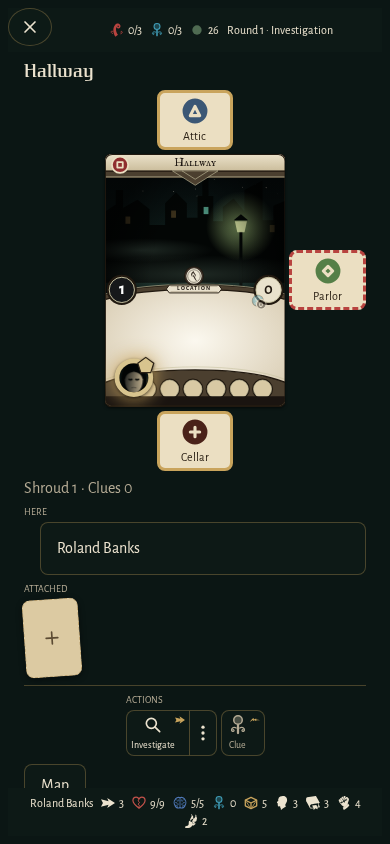 0/3 0/3 26 Round 1 · Investigation
Hallway
Attic
Hallway
LOCATION
1
0
Parlor
Cellar
Shroud 1 · Clues 0
HERE
Roland Banks
ATTACHED
+
ACTIONS
Investigate
Clue
Map
Roland Banks 3 9/9 5/5 0 5 3 3 4
2